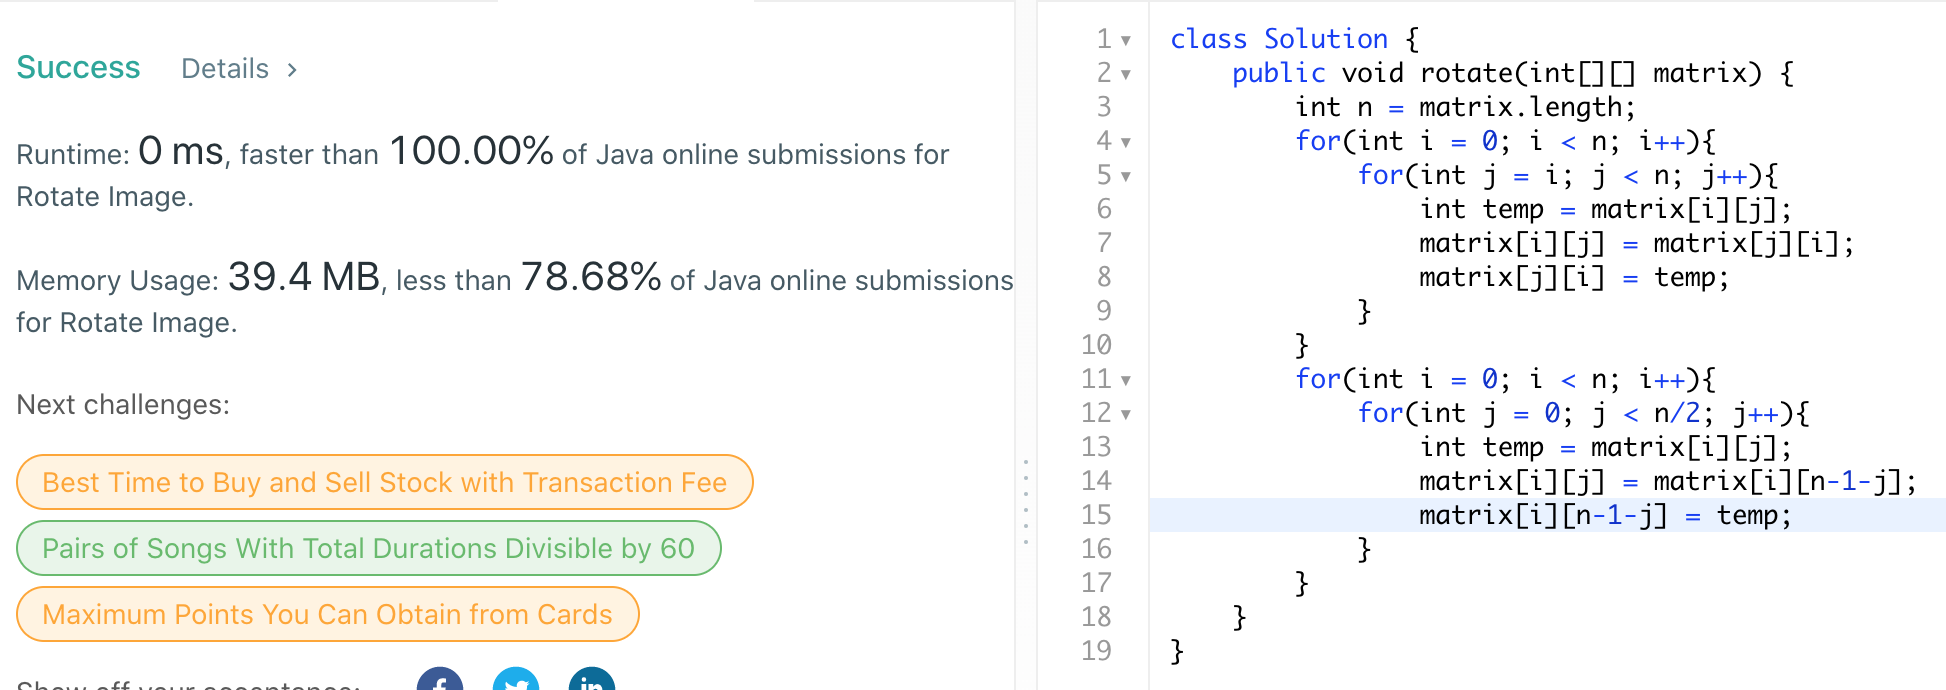 Success Details >
Runtime: 0 ms, faster than 100.00% of Java online submissions for
Rotate Image.
Memory Usage: 39.4 MB, less than 78.68% of Java online submissions
for Rotate Image.
Next challenges:
Best Time to Buy and Sell Stock with Transaction Fee
Pairs of Songs With Total Durations Divisible by 60
Maximum Points You Can Obtain from Cards
Show off your acceptance:
f
in
1 class Solution {
2     public void rotate(int[][] matrix) {
3         int n = matrix.length;
4         for(int i = 0; i < n; i++){
5             for(int j = i; j < n; j++){
6                 int temp = matrix[i][j];
7                 matrix[i][j] = matrix[j][i];
8                 matrix[j][i] = temp;
9             }
10         }
11         for(int i = 0; i < n; i++){
12             for(int j = 0; j < n/2; j++){
13                 int temp = matrix[i][j];
14                 matrix[i][j] = matrix[i][n-1-j];
15                 matrix[i][n-1-j] = temp;
16             }
17         }
18     }
19 }